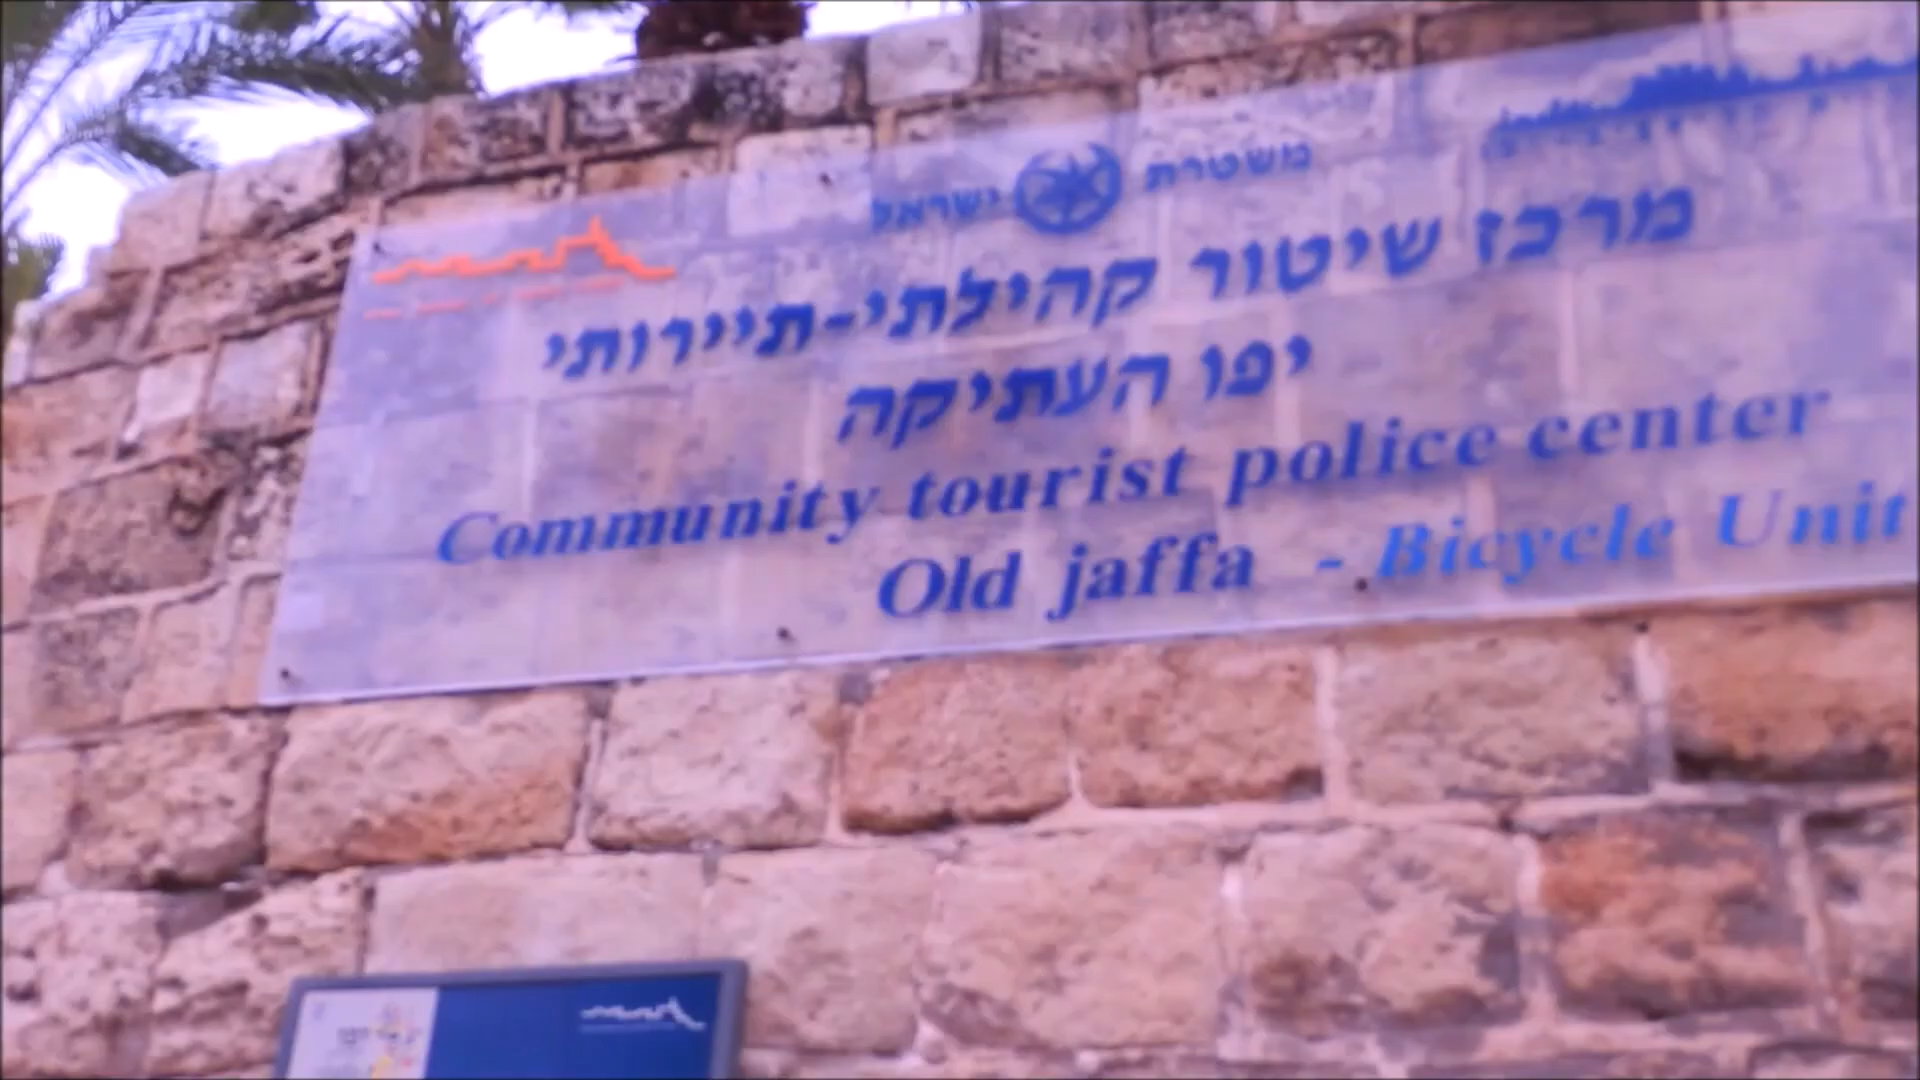 משטרת ישראל
מרכז שיטור קהילתי-תיירותי
יפו העתיקה
Community tourist police center
Old jaffa - Bicycle Unit